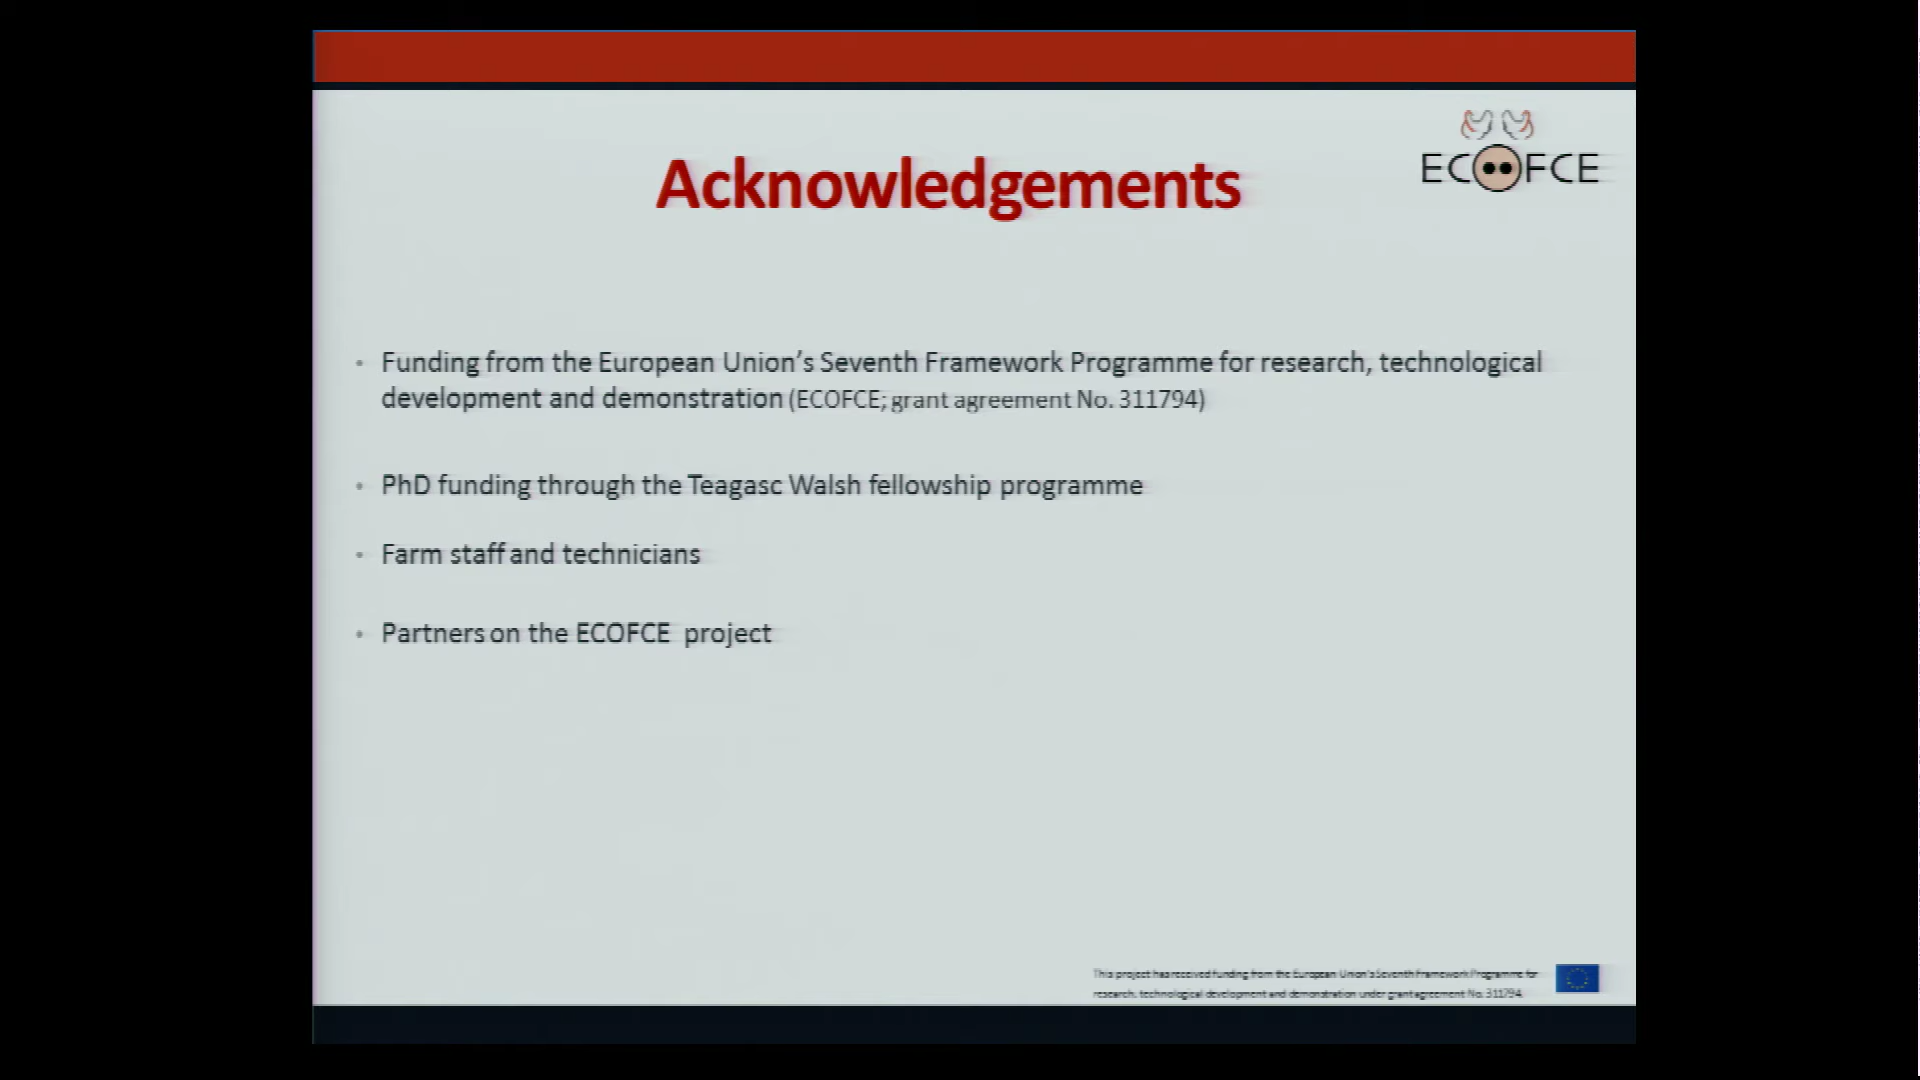 ECOFCE
Acknowledgements
• Funding from the European Union's Seventh Framework Programme for research, technological
development and demonstration (ECOFCE; grant agreement No. 311794)
• PhD funding through the Teagasc Walsh fellowship programme
• Farm staff and technicians
• Partners on the ECOFCE project
This project has received funding from the European Union's Seventh Framework Programme for
research, technological development and demonstration under grant agreement No. 311794.